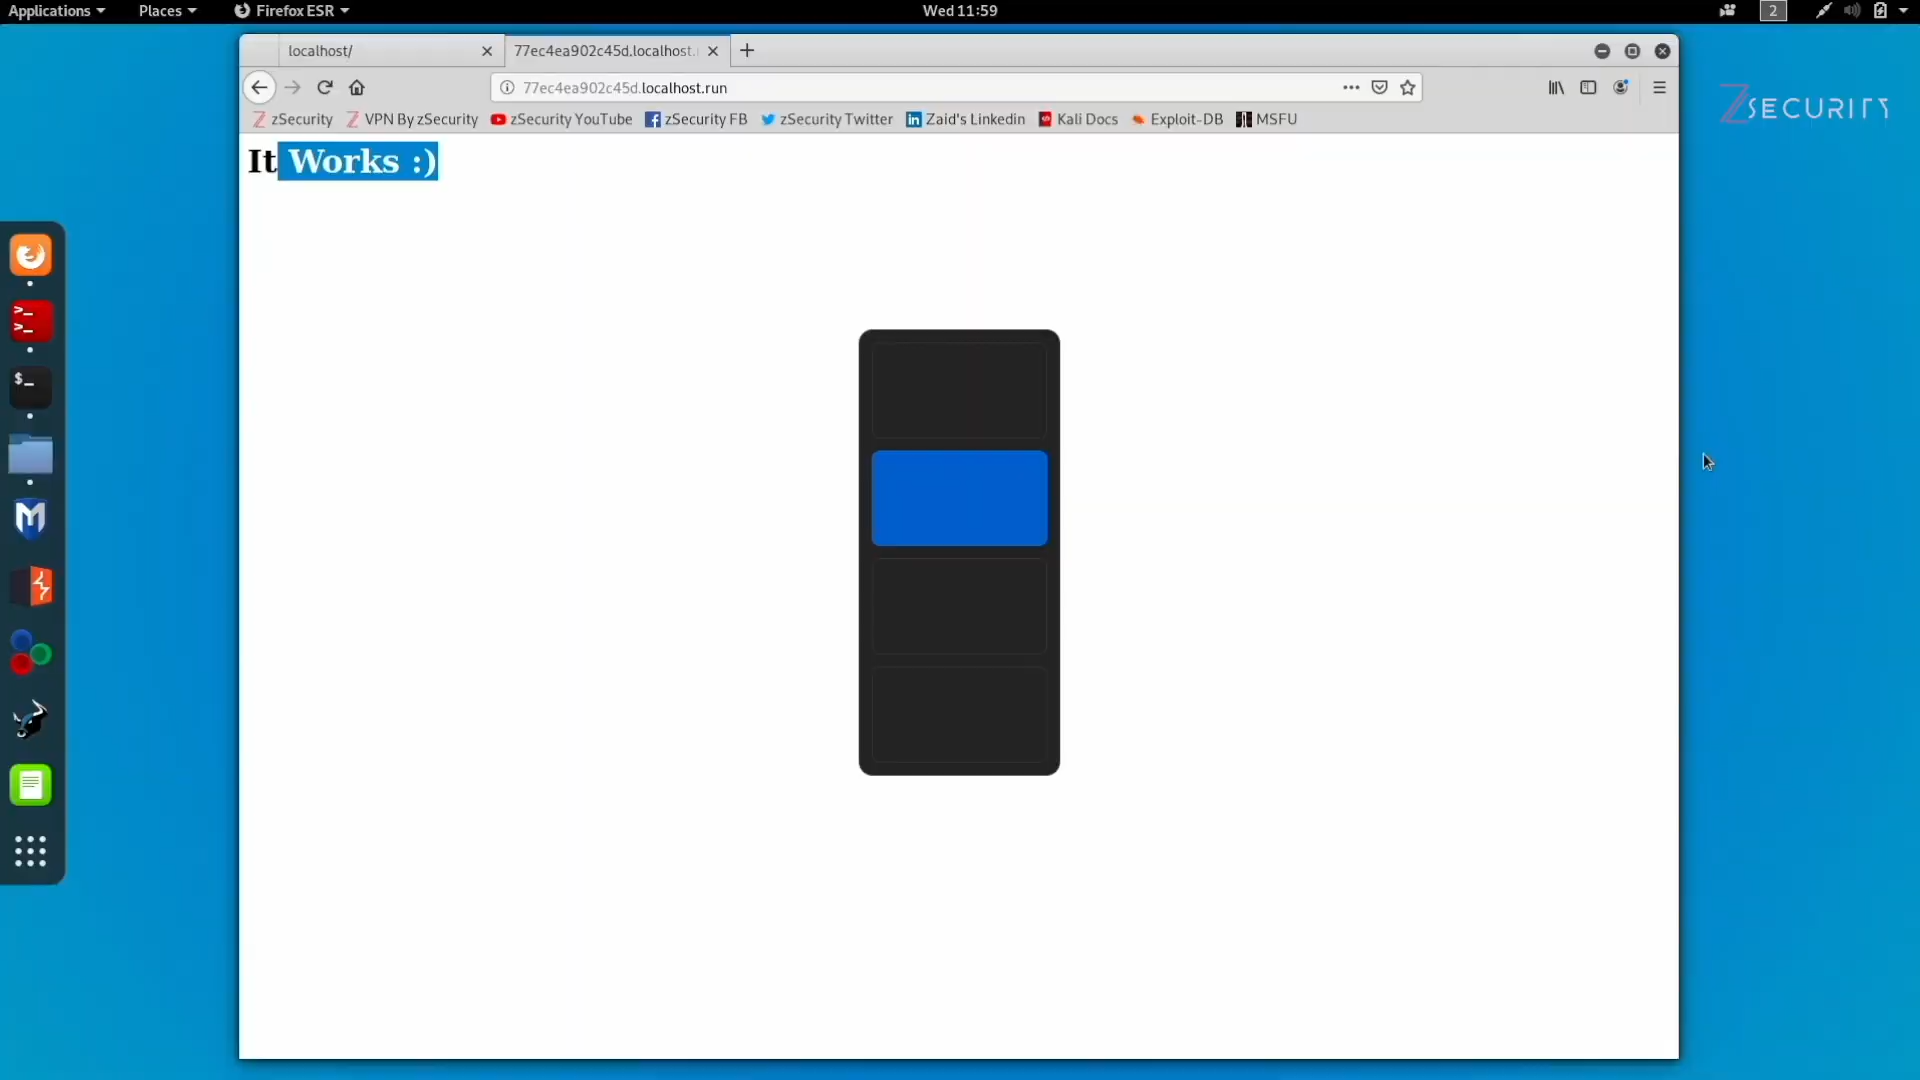 Applications Places Firefox ESR Wed 11:59 2
localhost/ 77ec4ea902c45d.localhost.
77ec4ea902c45d.localhost.run
ZSECURITY
zSecurity VPN By zSecurity zSecurity YouTube zSecurity FB zSecurity Twitter Zaid's Linkedin Kali Docs Exploit-DB MSFU
It Works :)
>_
>_
$_